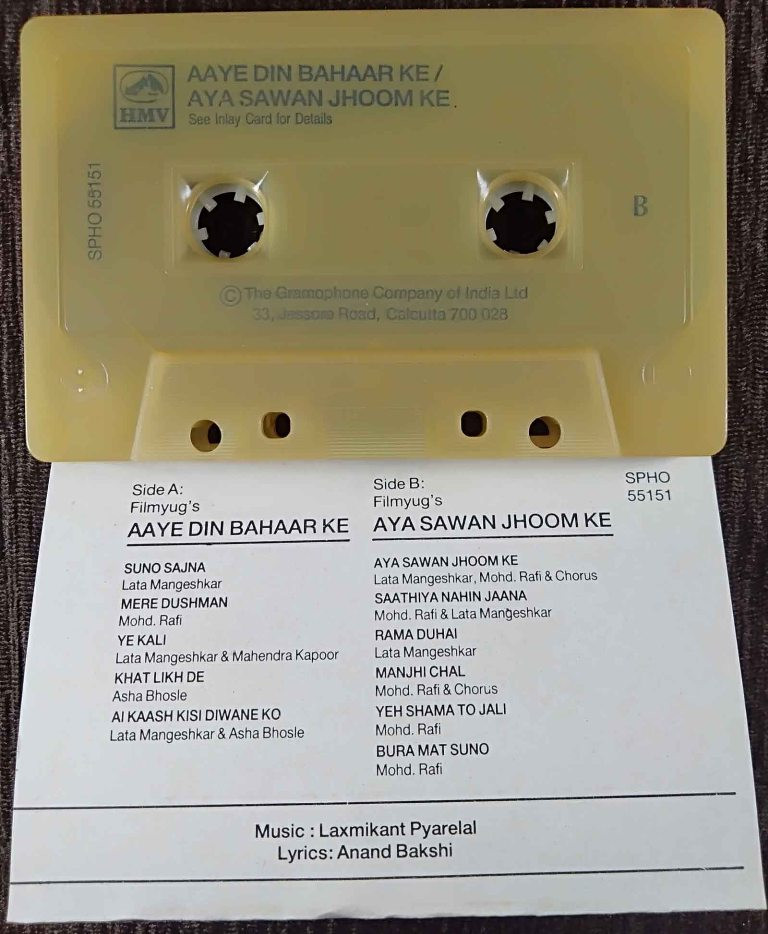 AAYE DIN BAHAAR KE /
AYA SAWAN JHOOM KE.
HMV
See Inlay Card for Details
SPHO 55151
B
© The Gramophone Company of India Ltd
33, Jessore Road, Calcutta 700 028
Side A:
Filmyug's
AAYE DIN BAHAAR KE
SUNO SAJNA
Lata Mangeshkar
MERE DUSHMAN
Mohd. Rafi
YE KALI
Lata Mangeshkar & Mahendra Kapoor
KHAT LIKH DE
Asha Bhosle
AI KAASH KISI DIWANE KO
Lata Mangeshkar & Asha Bhosle
Side B:
Filmyug's
AYA SAWAN JHOOM KE
AYA SAWAN JHOOM KE
Lata Mangeshkar, Mohd. Rafi & Chorus
SAATHIYA NAHIN JAANA
Mohd. Rafi & Lata Mangeshkar
RAMA DUHAI
Lata Mangeshkar
MANJHI CHAL
Mohd. Rafi & Chorus
YEH SHAMA TO JALI
Mohd. Rafi
BURA MAT SUNO
Mohd. Rafi
SPHO
55151
Music : Laxmikant Pyarelal
Lyrics: Anand Bakshi